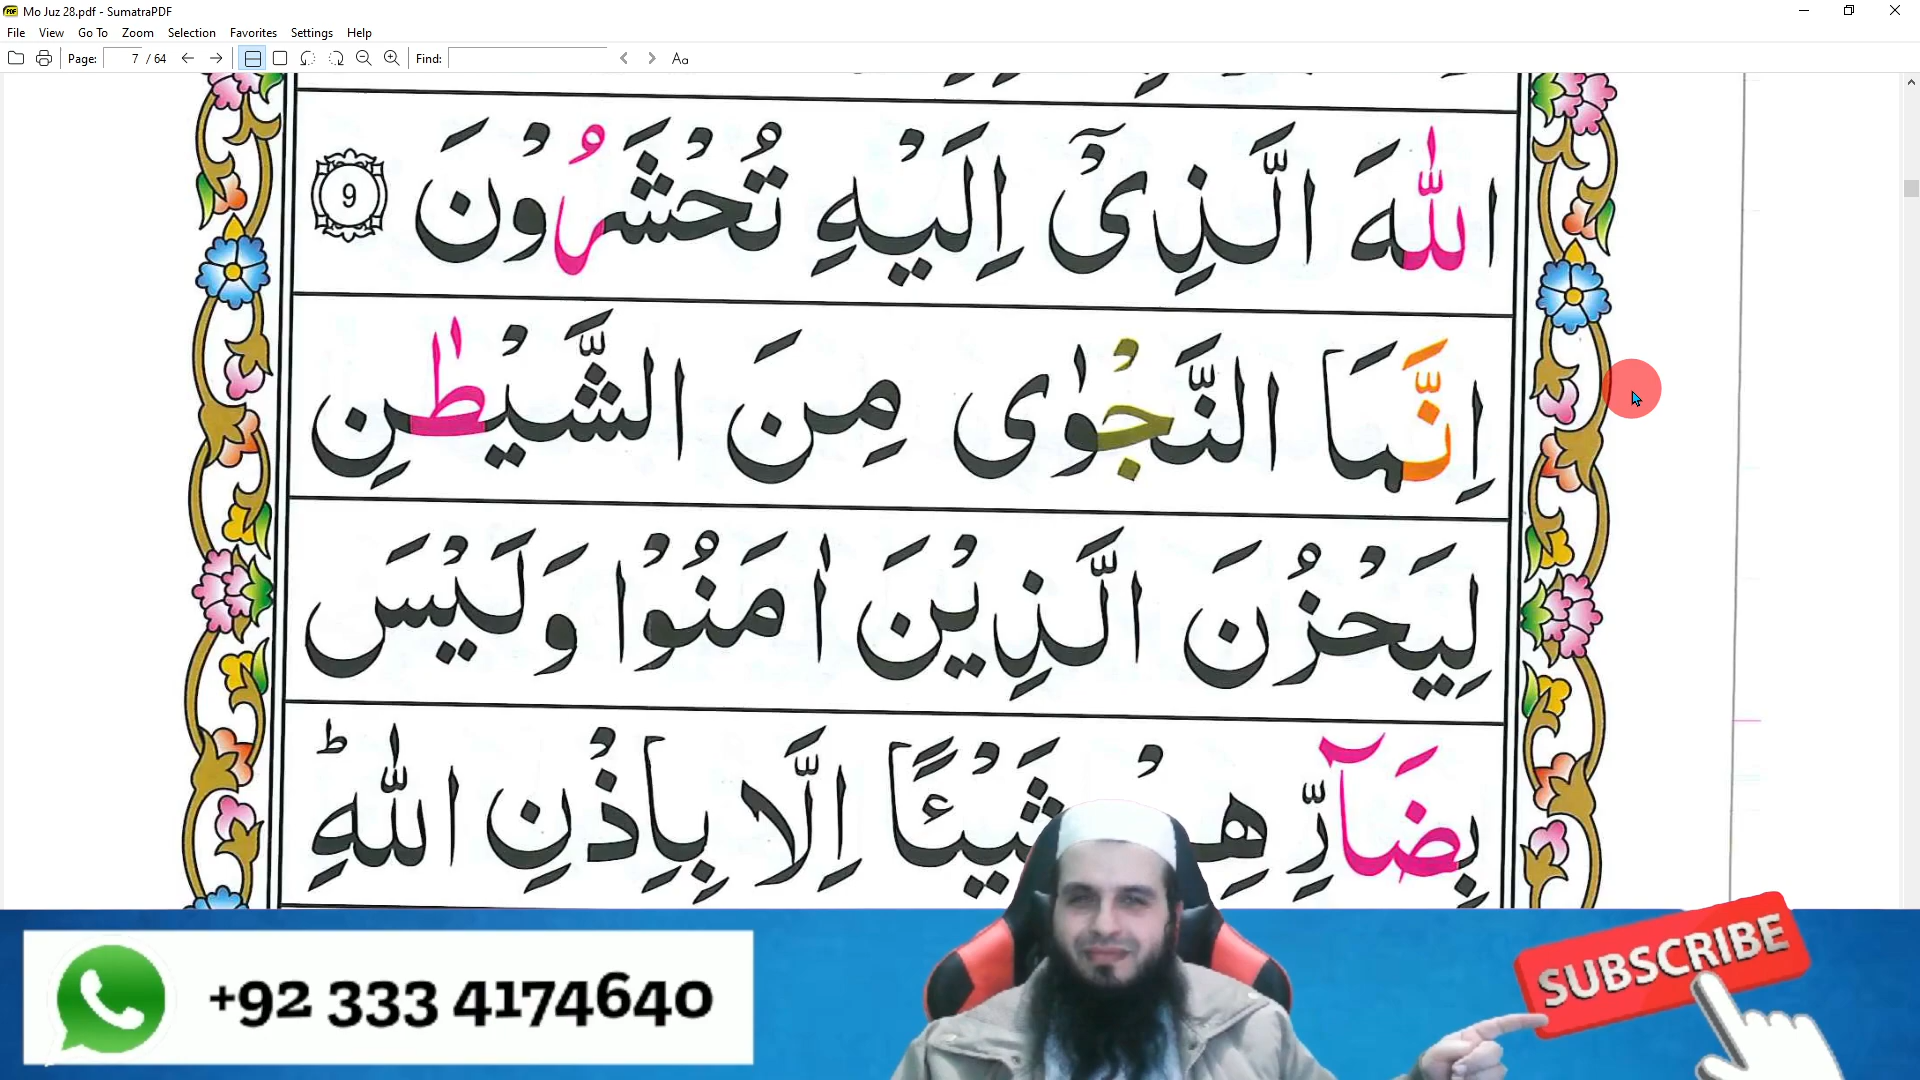 Mo Juz 28.pdf - SumatraPDF
File View Go To Zoom Selection Favorites Settings Help
Page: 7 / 64 Find: Aa
اللّٰهَ الَّذِیْۤ اِلَیْهِ تُحْشَرُوْنَ 9
اِنَّمَا النَّجْوٰی مِنَ الشَّیْطٰنِ
لِیَحْزُنَ الَّذِیْنَ اٰمَنُوْا وَلَیْسَ
بِضَآرِّهِمْ شَیْـًٔا اِلَّا بِاِذْنِ اللّٰهِ ؕ
+92 333 4174640
SUBSCRIBE